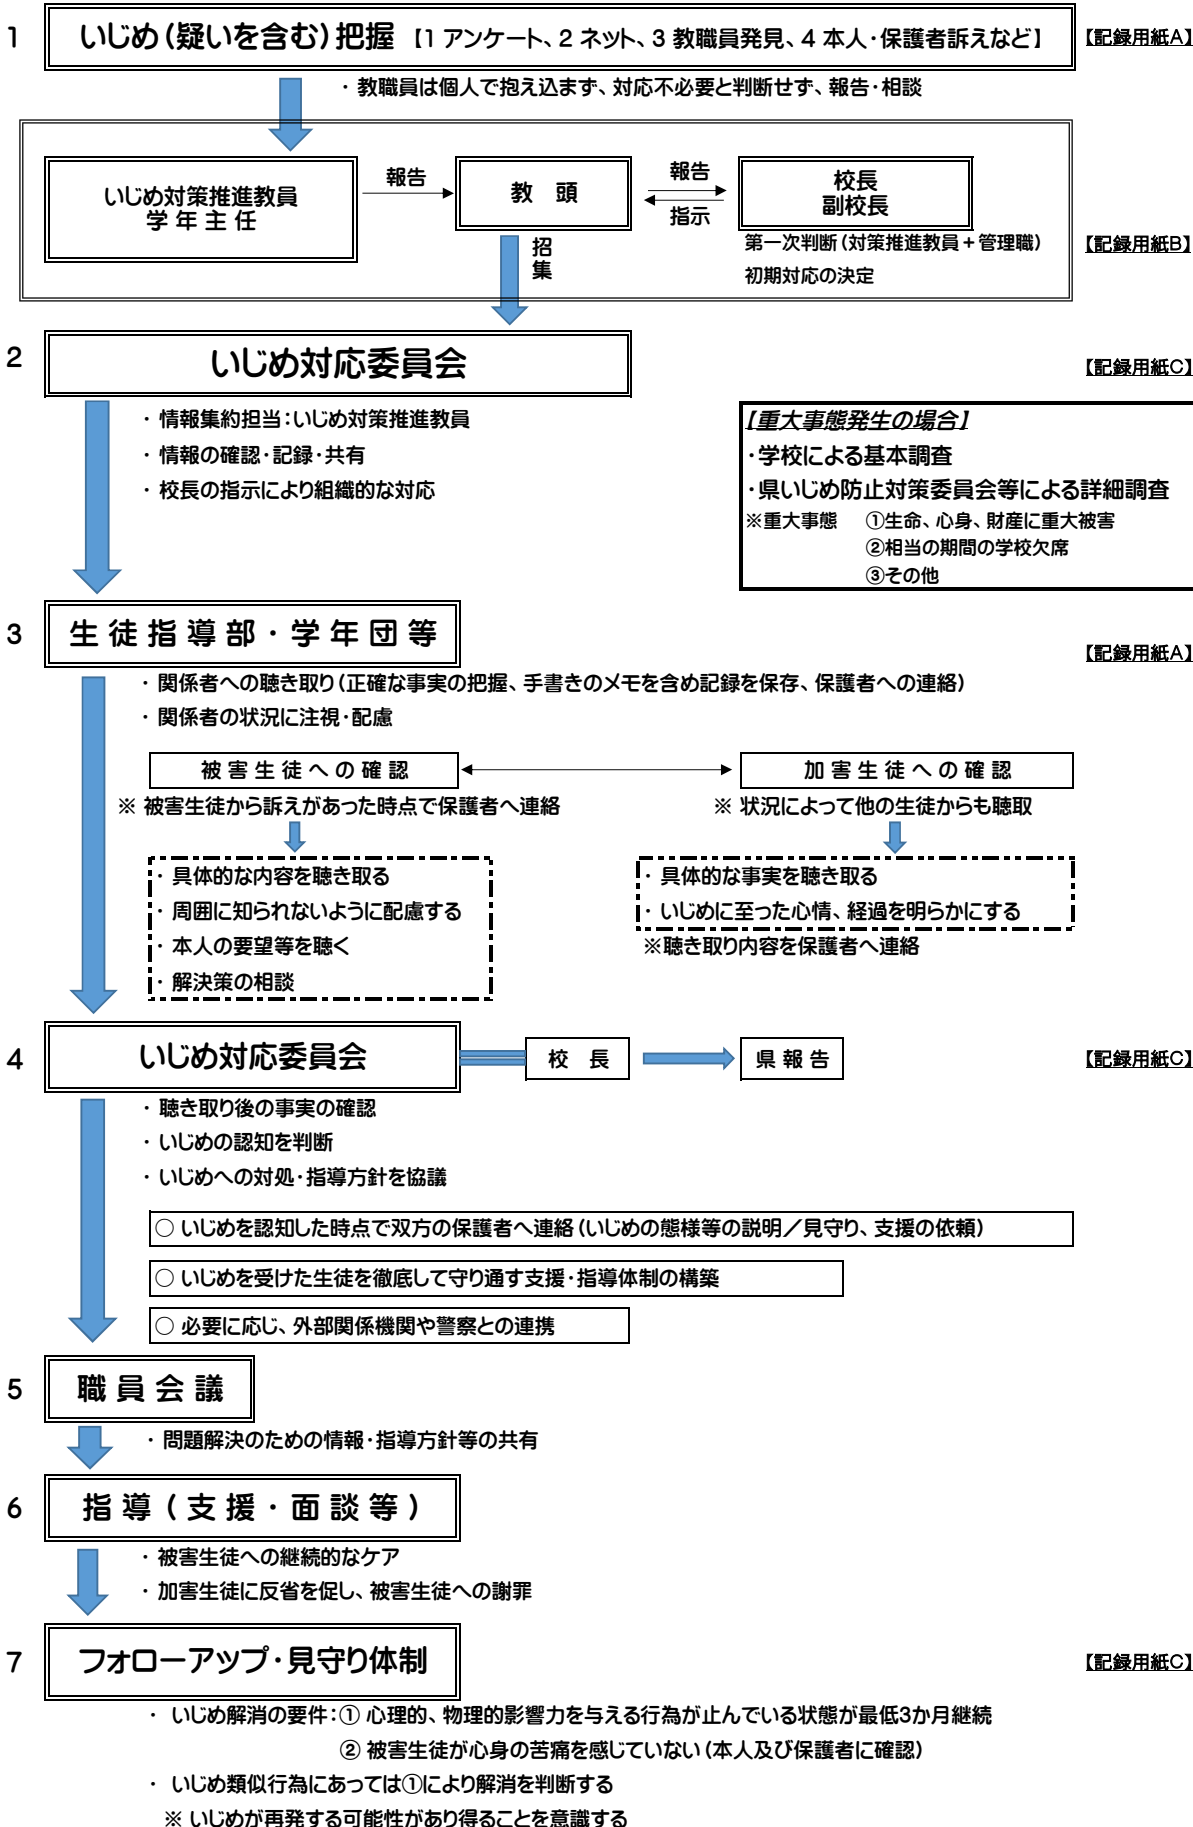 1 いじめ(疑いを含む)把握 【1 アンケート、2 ネット、3 教職員発見、4 本人・保護者訴えなど】 【記録用紙A】
・ 教職員は個人で抱え込まず、対応不必要と判断せず、報告・相談
いじめ対策推進教員
学 年 主 任
報告
教 頭
報告
指示
校長
副校長
招集
第一次判断(対策推進教員+管理職)
初期対応の決定
【記録用紙B】
2 いじめ対応委員会 【記録用紙C】
・ 情報集約担当:いじめ対策推進教員
・ 情報の確認・記録・共有
・ 校長の指示により組織的な対応
【重大事態発生の場合】
・学校による基本調査
・県いじめ防止対策委員会等による詳細調査
※重大事態 ①生命、心身、財産に重大被害
②相当の期間の学校欠席
③その他
3 生 徒 指 導 部 ・ 学 年 団 等 【記録用紙A】
・ 関係者への聴き取り(正確な事実の把握、手書きのメモを含め記録を保存、保護者への連絡)
・ 関係者の状況に注視・配慮
被 害 生 徒 へ の 確 認
※ 被害生徒から訴えがあった時点で保護者へ連絡
・ 具体的な内容を聴き取る
・ 周囲に知られないように配慮する
・ 本人の要望等を聴く
・ 解決策の相談
加 害 生 徒 へ の 確 認
※ 状況によって他の生徒からも聴取
・ 具体的な事実を聴き取る
・ いじめに至った心情、経過を明らかにする
※聴き取り内容を保護者へ連絡
4 いじめ対応委員会 校 長 県 報 告 【記録用紙C】
・ 聴き取り後の事実の確認
・ いじめの認知を判断
・ いじめへの対処・指導方針を協議
○ いじめを認知した時点で双方の保護者へ連絡(いじめの態様等の説明/見守り、支援の依頼)
○ いじめを受けた生徒を徹底して守り通す支援・指導体制の構築
○ 必要に応じ、外部関係機関や警察との連携
5 職 員 会 議
・ 問題解決のための情報・指導方針等の共有
6 指 導 ( 支 援 ・ 面 談 等 )
・ 被害生徒への継続的なケア
・ 加害生徒に反省を促し、被害生徒への謝罪
7 フォローアップ・見守り体制 【記録用紙C】
・ いじめ解消の要件:① 心理的、物理的影響力を与える行為が止んでいる状態が最低3か月継続
② 被害生徒が心身の苦痛を感じていない(本人及び保護者に確認)
・ いじめ類似行為にあっては①により解消を判断する
※ いじめが再発する可能性があり得ることを意識する